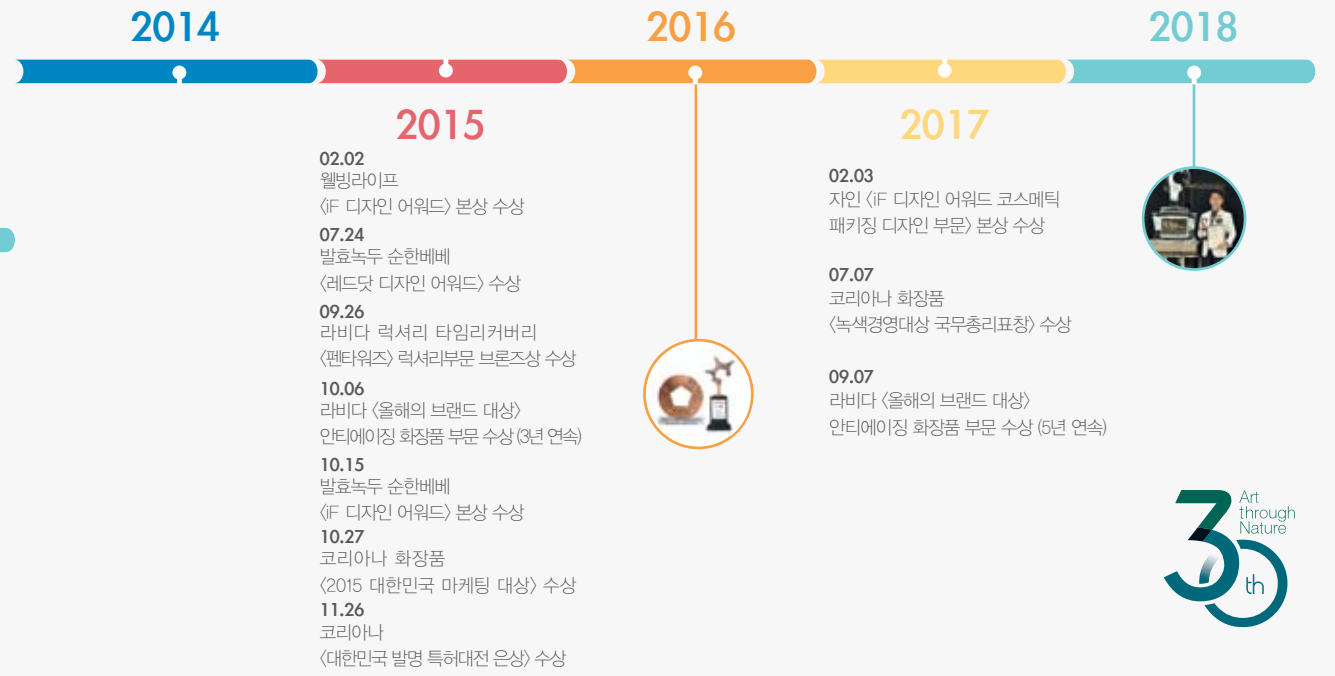 2014
2016
2018
2015
02.02
웰빙라이프
〈iF 디자인 어워드〉 본상 수상
07.24
발효녹두 순한베베
〈레드닷 디자인 어워드〉 수상
09.26
라비다 럭셔리 타임리커버리
〈펜타워즈〉 럭셔리부문 브론즈상 수상
10.06
라비다 〈올해의 브랜드 대상〉
안티에이징 화장품 부문 수상 (3년 연속)
10.15
발효녹두 순한베베
〈iF 디자인 어워드〉 본상 수상
10.27
코리아나 화장품
〈2015 대한민국 마케팅 대상〉 수상
11.26
코리아나
〈대한민국 발명 특허대전 은상〉 수상
2017
02.03
자인 〈iF 디자인 어워드 코스메틱
패키징 디자인 부문〉 본상 수상
07.07
코리아나 화장품
〈녹색경영대상 국무총리표창〉 수상
09.07
라비다 〈올해의 브랜드 대상〉
안티에이징 화장품 부문 수상 (5년 연속)
30th
Art
through
Nature